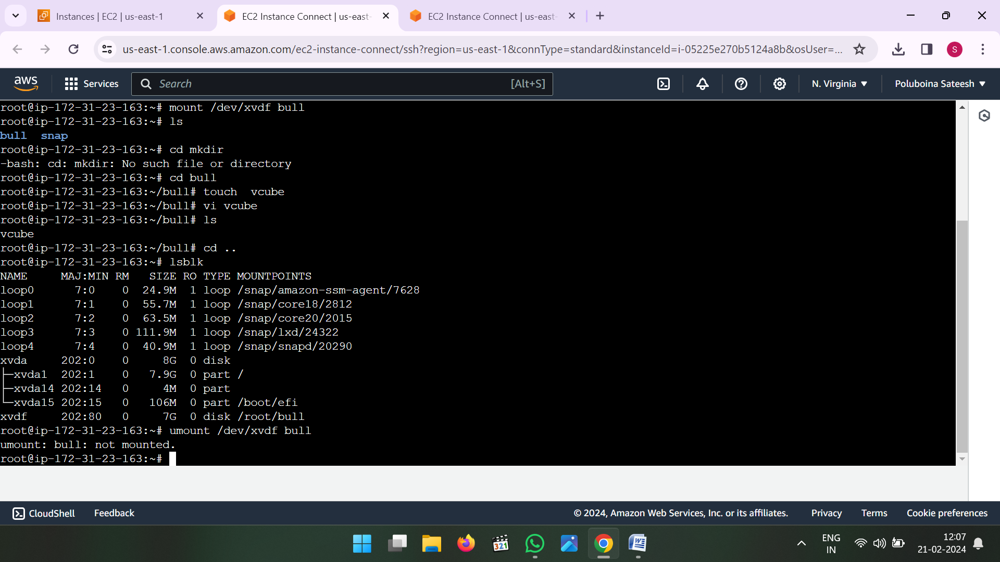 Instances | EC2 | us-east-1
EC2 Instance Connect | us-east-
EC2 Instance Connect | us-east-
us-east-1.console.aws.amazon.com/ec2-instance-connect/ssh?region=us-east-1&connType=standard&instanceId=i-05225e270b5124a8b&osUser=...
S
aws
Services
Search
[Alt+S]
N. Virginia
Poluboina Sateesh
root@ip-172-31-23-163:~# mount /dev/xvdf bull
root@ip-172-31-23-163:~# ls
bull  snap
root@ip-172-31-23-163:~# cd mkdir
-bash: cd: mkdir: No such file or directory
root@ip-172-31-23-163:~# cd bull
root@ip-172-31-23-163:~/bull# touch  vcube
root@ip-172-31-23-163:~/bull# vi vcube
root@ip-172-31-23-163:~/bull# ls
vcube
root@ip-172-31-23-163:~/bull# cd ..
root@ip-172-31-23-163:~# lsblk
NAME     MAJ:MIN RM   SIZE RO TYPE MOUNTPOINTS
loop0      7:0    0  24.9M  1 loop /snap/amazon-ssm-agent/7628
loop1      7:1    0  55.7M  1 loop /snap/core18/2812
loop2      7:2    0  63.5M  1 loop /snap/core20/2015
loop3      7:3    0 111.9M  1 loop /snap/lxd/24322
loop4      7:4    0  40.9M  1 loop /snap/snapd/20290
xvda     202:0    0     8G  0 disk
├─xvda1  202:1    0   7.9G  0 part /
├─xvda14 202:14   0     4M  0 part
└─xvda15 202:15   0   106M  0 part /boot/efi
xvdf     202:80   0     7G  0 disk /root/bull
root@ip-172-31-23-163:~# umount /dev/xvdf bull
umount: bull: not mounted.
root@ip-172-31-23-163:~#
CloudShell
Feedback
© 2024, Amazon Web Services, Inc. or its affiliates.
Privacy
Terms
Cookie preferences
321
W
ENG
IN
12:07
21-02-2024